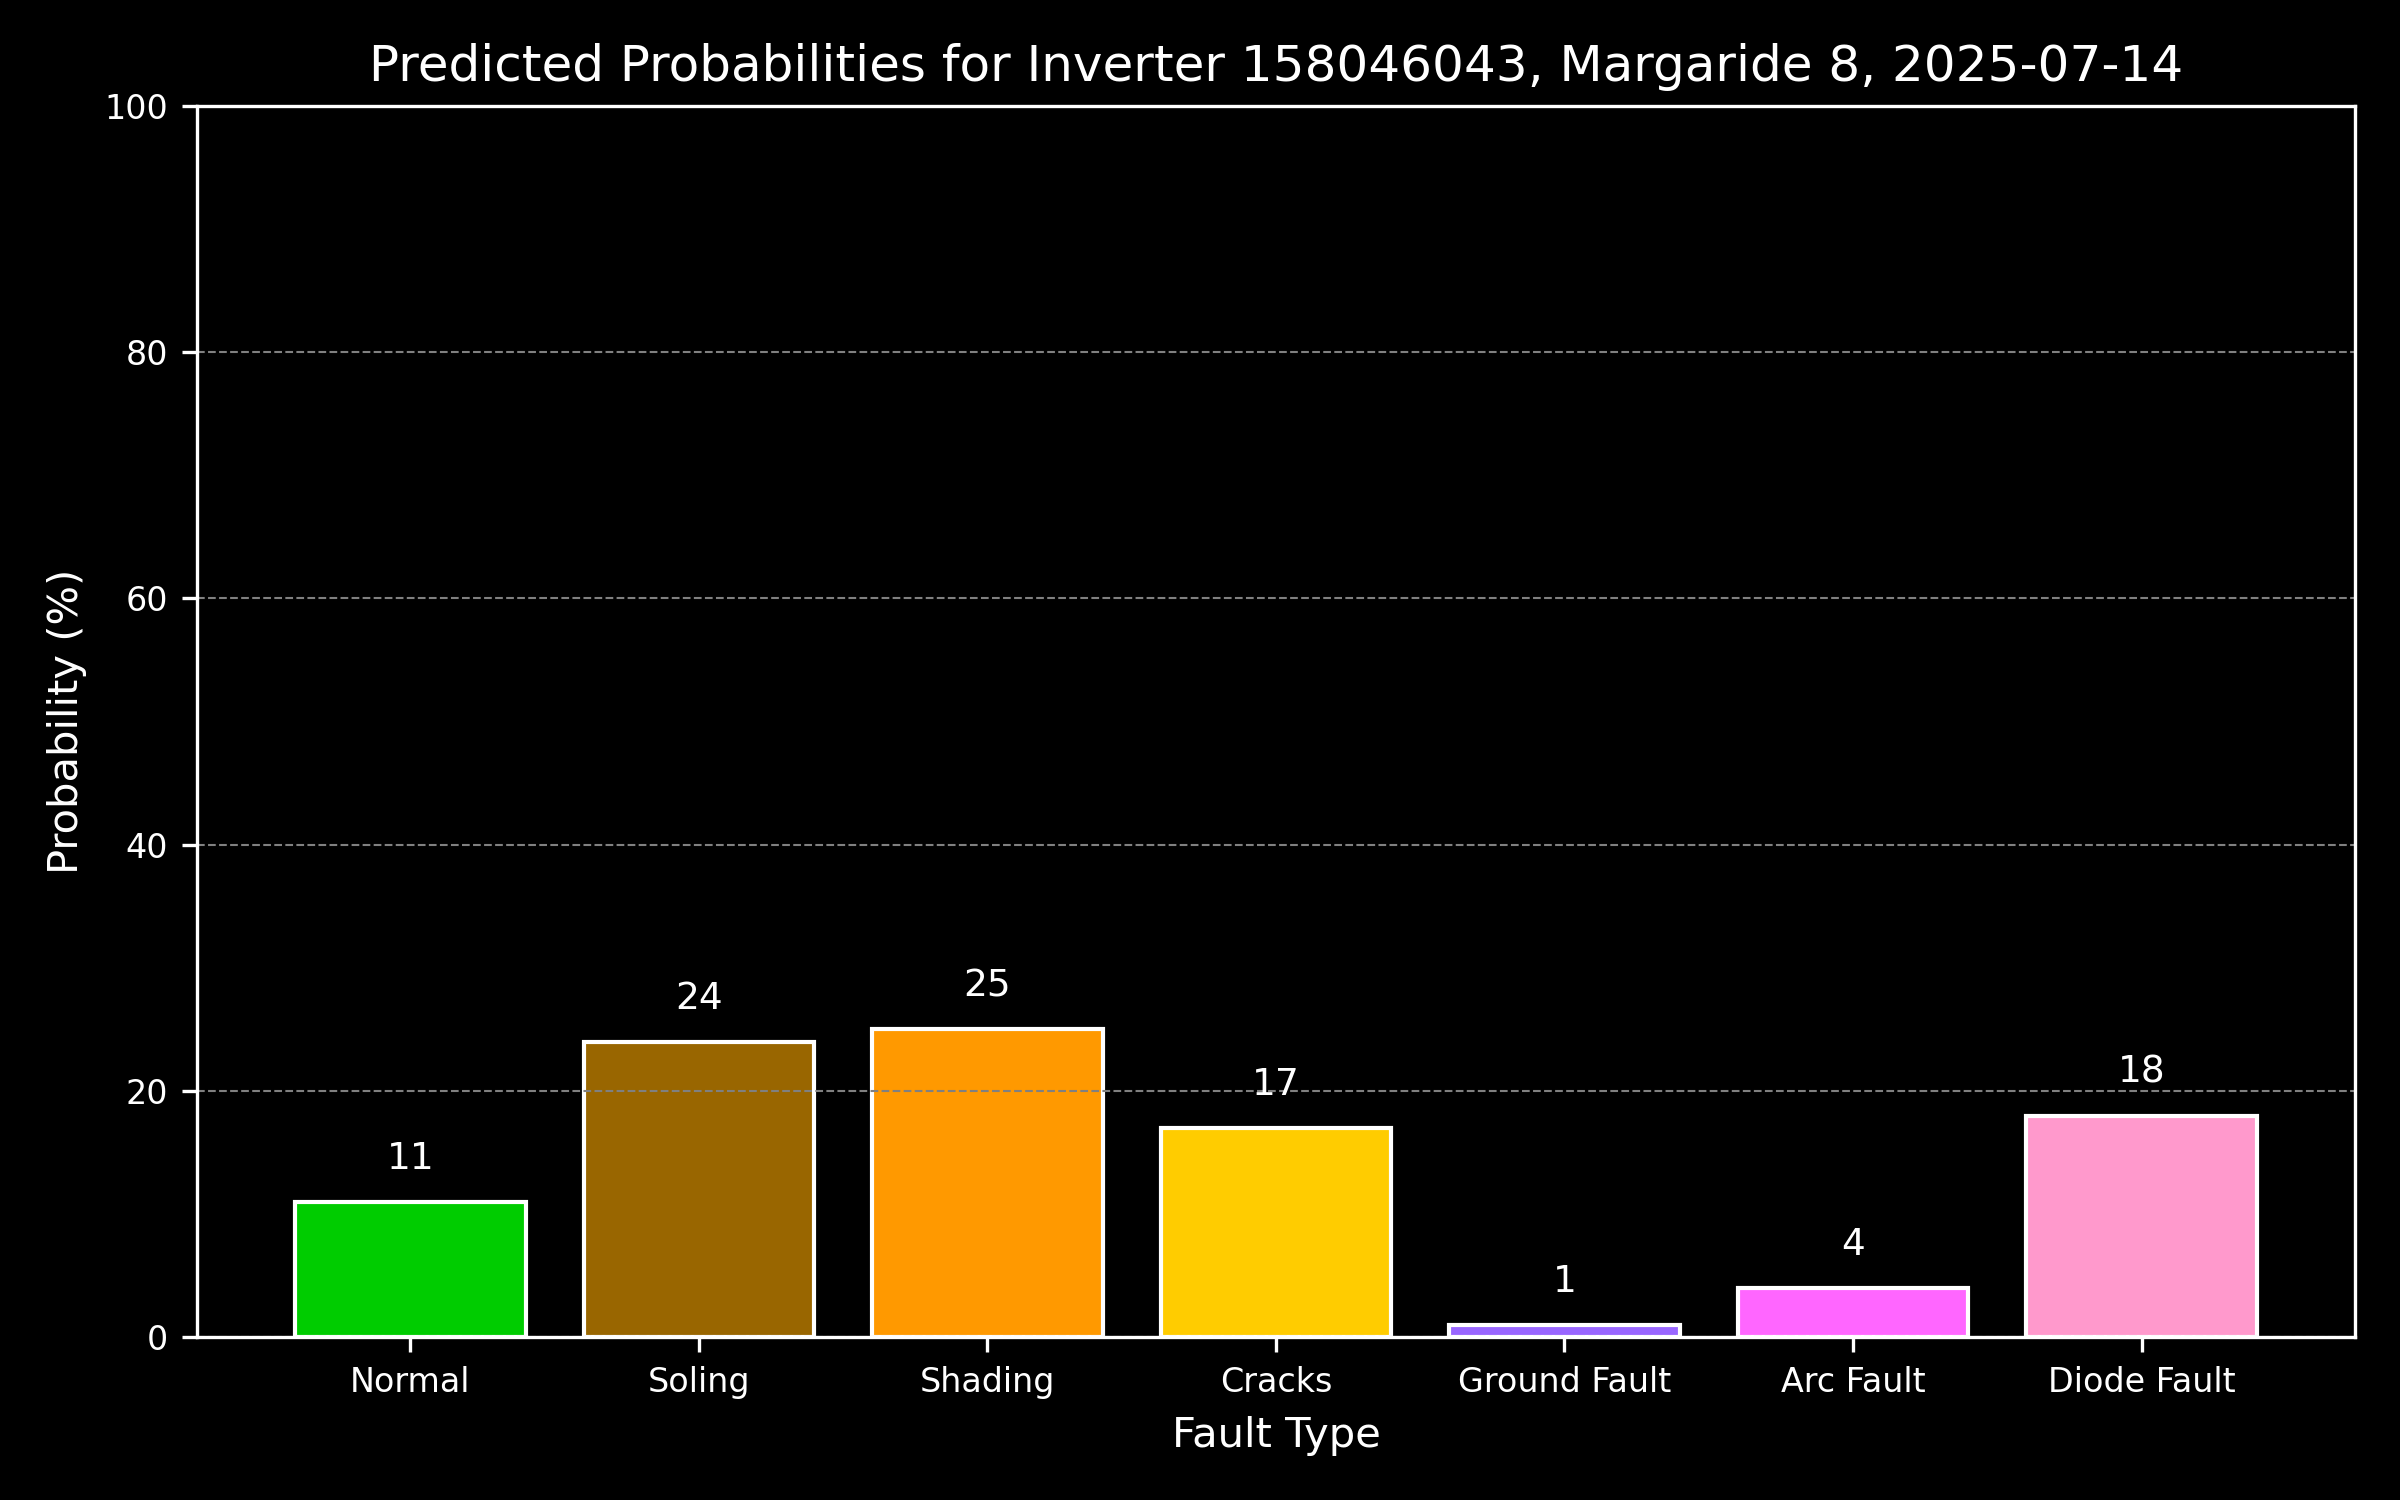 Predicted Probabilities for Inverter 158046043, Margaride 8, 2025-07-14
100
80
60
40
20
0
Probability (%)
11
24
25
17
1
4
18
Normal
Soling
Shading
Cracks
Ground Fault
Arc Fault
Diode Fault
Fault Type